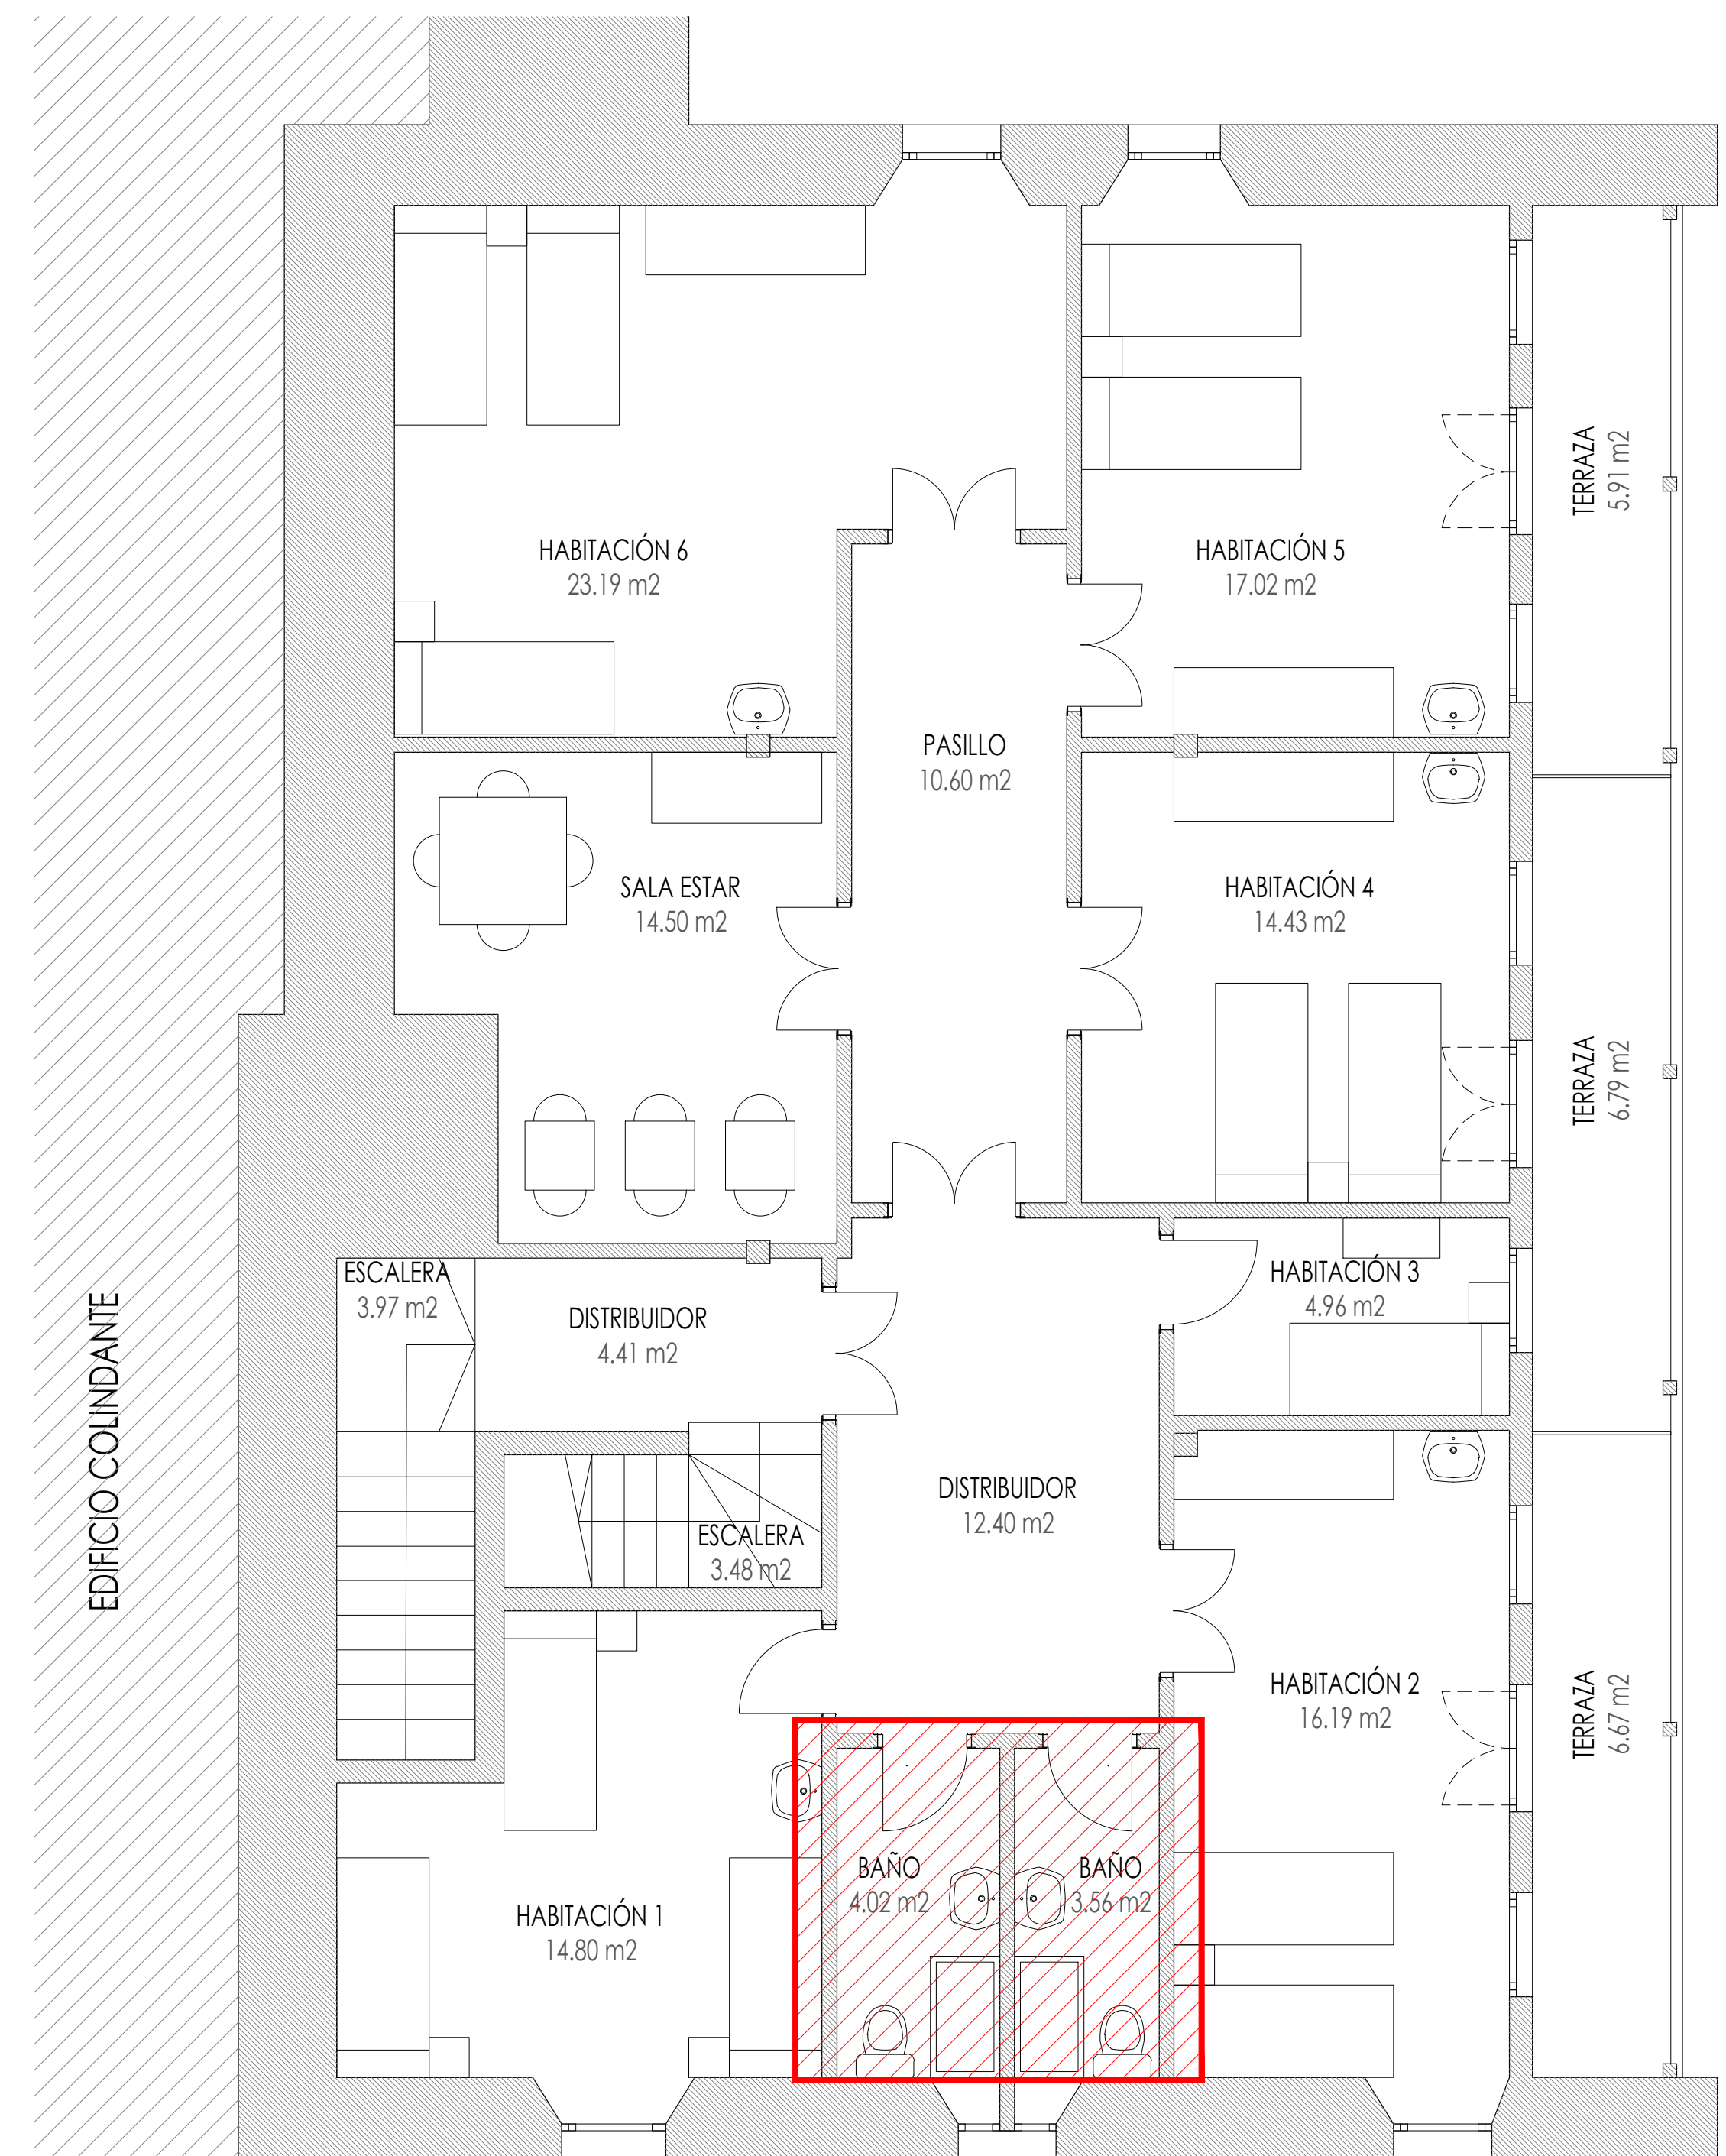 HABITACIÓN 6
23.19 m2
HABITACIÓN 5
17.02 m2
TERRAZA
5.91 m2
PASILLO
10.60 m2
SALA ESTAR
14.50 m2
HABITACIÓN 4
14.43 m2
TERRAZA
6.79 m2
ESCALERA
3.97 m2
DISTRIBUIDOR
4.41 m2
HABITACIÓN 3
4.96 m2
EDIFICIO COLINDANTE
DISTRIBUIDOR
12.40 m2
ESCALERA
3.48 m2
HABITACIÓN 2
16.19 m2
TERRAZA
6.67 m2
BAÑO
4.02 m2
BAÑO
3.56 m2
HABITACIÓN 1
14.80 m2